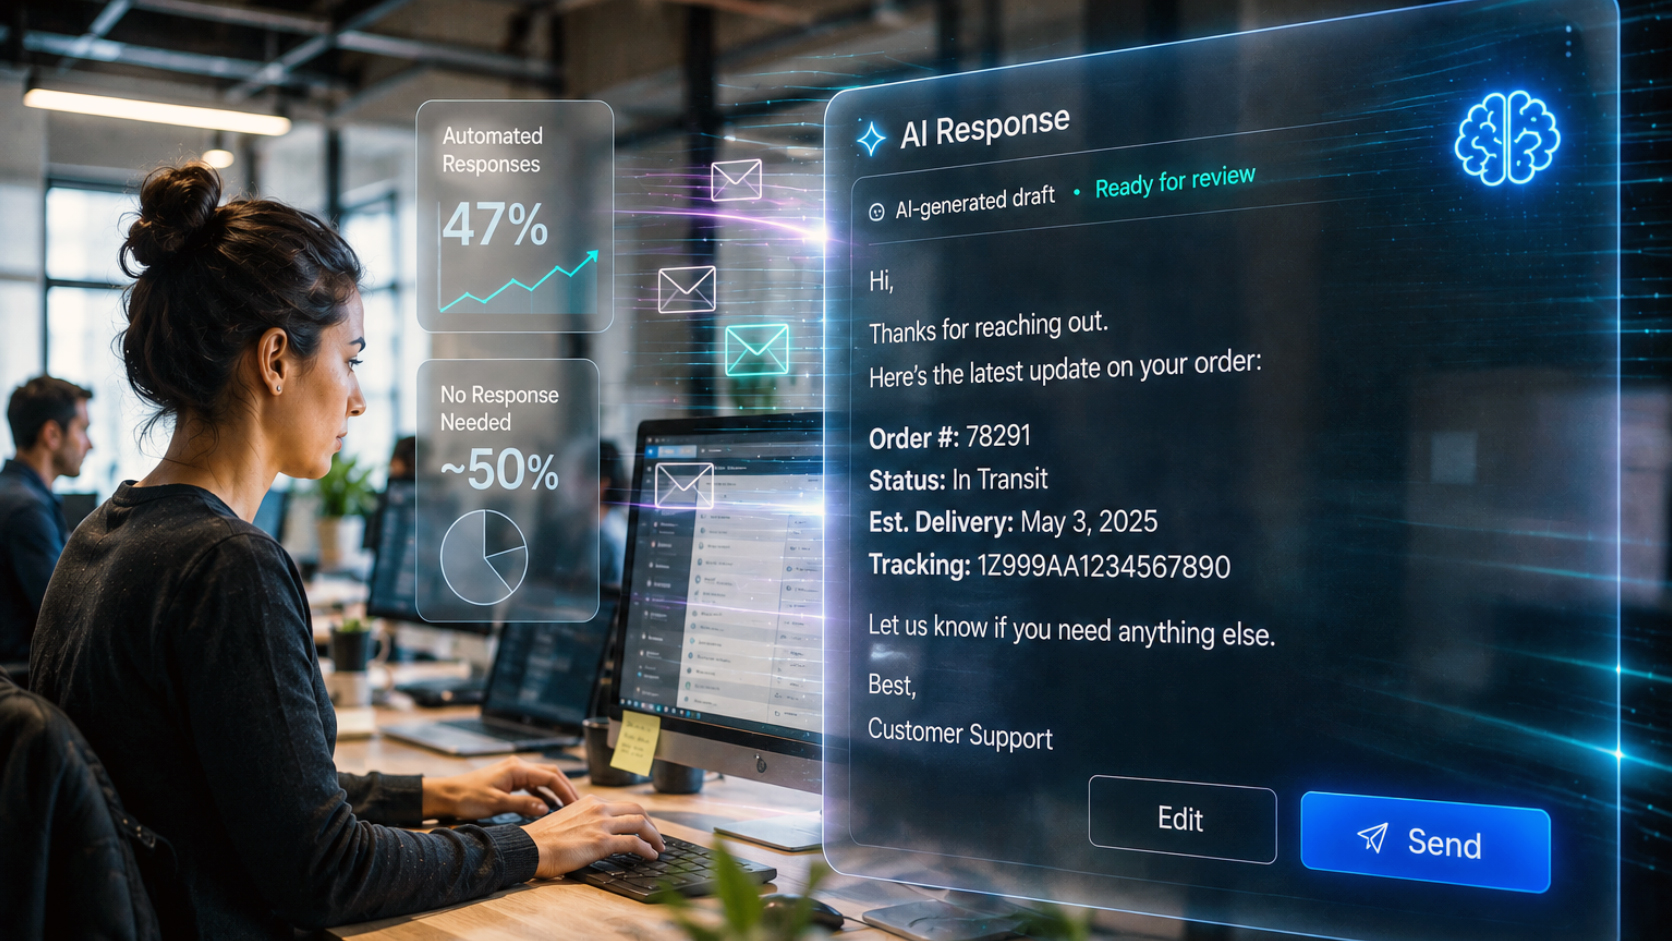 Automated
Responses
47%
No Response
Needed
~50%
AI Response
AI-generated draft • Ready for review
Hi,
Thanks for reaching out.
Here's the latest update on your order:
Order #: 78291
Status: In Transit
Est. Delivery: May 3, 2025
Tracking: 1Z999AA1234567890
Let us know if you need anything else.
Best,
Customer Support
Edit
Send